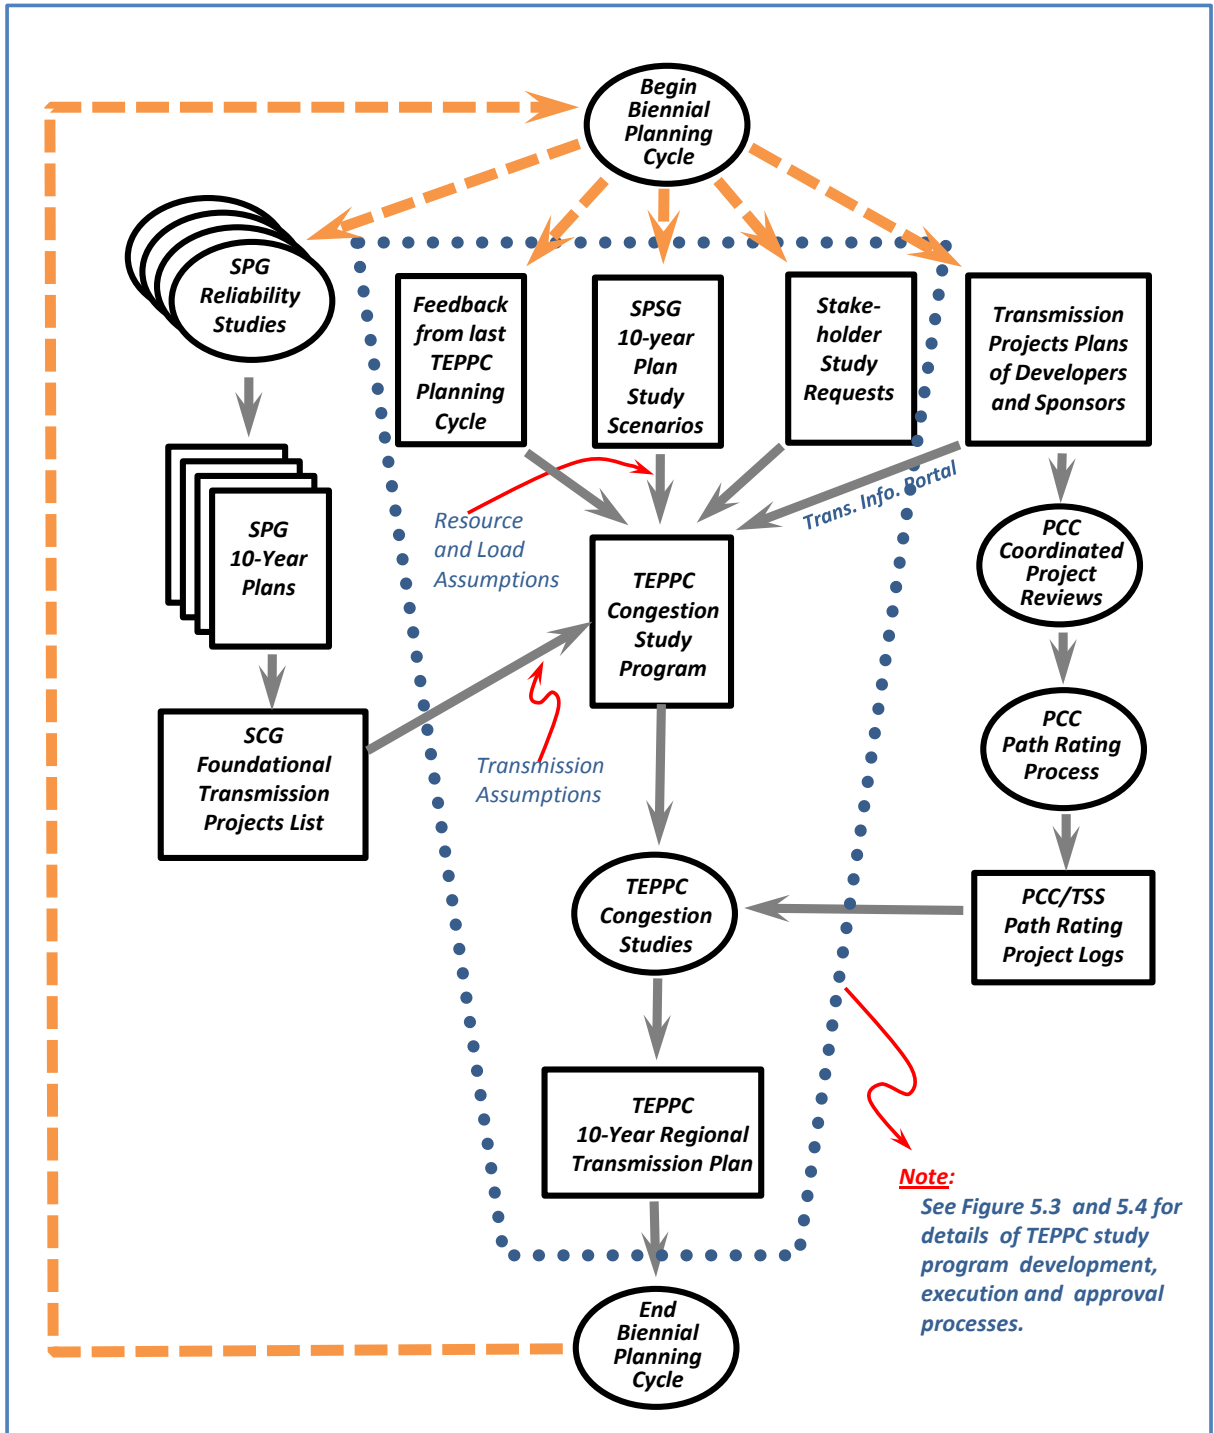 Begin
Biennial
Planning
Cycle
SPG
Reliability
Studies
Feedback
from last
TEPPC
Planning
Cycle
SPSG
10-year
Plan
Study
Scenarios
Stake-
holder
Study
Requests
Transmission
Projects Plans
of Developers
and Sponsors
Trans. Info. Portal
Resource
and Load
Assumptions
SPG
10-Year
Plans
TEPPC
Congestion
Study
Program
PCC
Coordinated
Project
Reviews
SCG
Foundational
Transmission
Projects List
Transmission
Assumptions
PCC
Path Rating
Process
TEPPC
Congestion
Studies
PCC/TSS
Path Rating
Project Logs
TEPPC
10-Year Regional
Transmission Plan
Note:
See Figure 5.3 and 5.4 for
details of TEPPC study
program development,
execution and approval
processes.
End
Biennial
Planning
Cycle